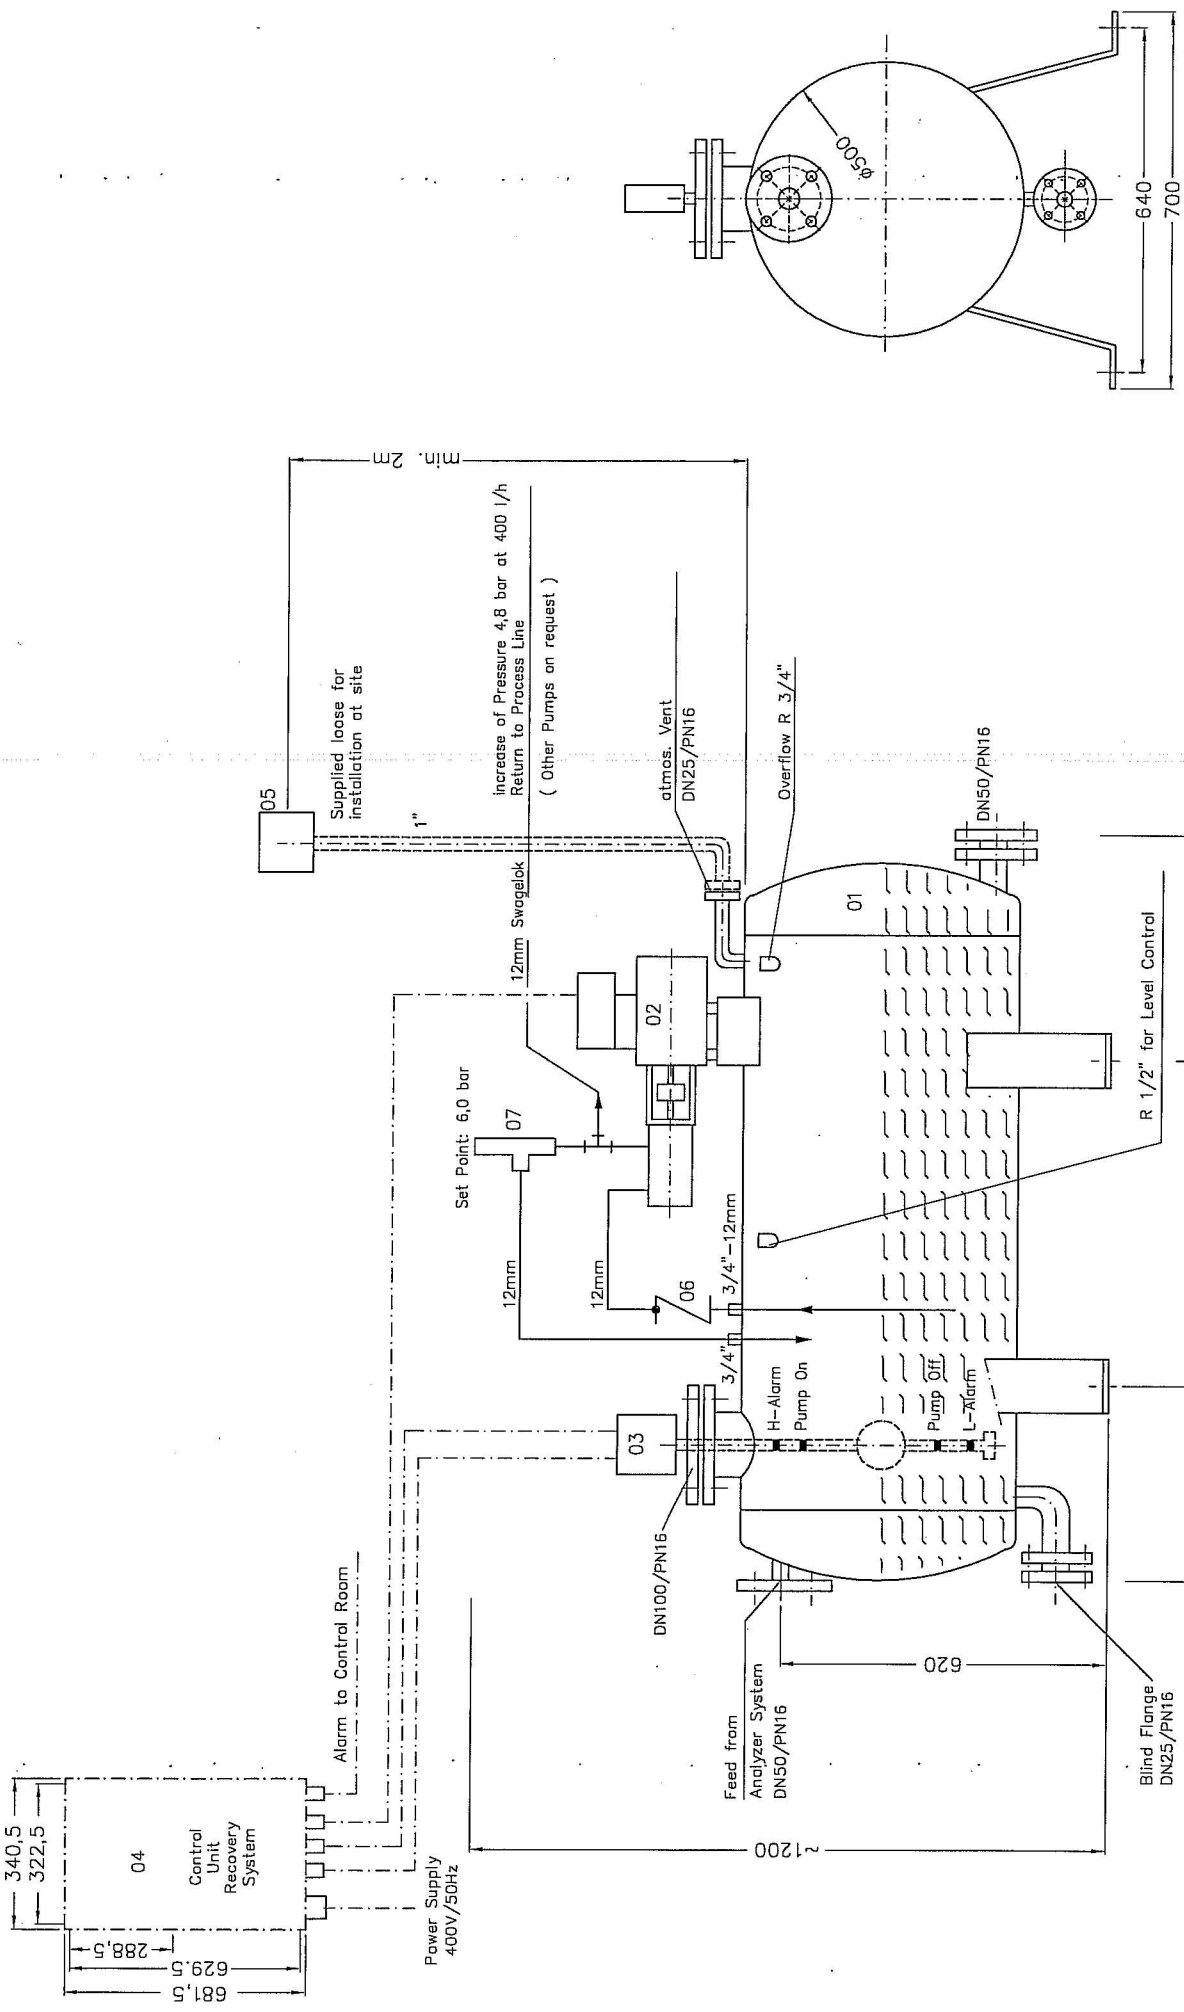 340,5
322,5
288,5
629.5
681,5
04
Control
Unit
Recovery
System
Power Supply
400V/50Hz
Alarm to Control Room
05
Supplied loose for
installation at site
1"
min. 2m
12mm Swagelok
increase of Pressure 4,8 bar at 400 l/h
Return to Process Line
( Other Pumps on request )
Set Point: 6,0 bar
07
02
12mm
12mm
06
3/4"
3/4"-12mm
03
DN100/PN16
H-Alarm
Pump On
Pump Off
L-Alarm
atmos. Vent
DN25/PN16
Overflow R 3/4"
01
DN50/PN16
R 1/2" for Level Control
Feed from
Analyzer System
DN50/PN16
620
~1200
Blind Flange
DN25/PN16
ø500
640
700